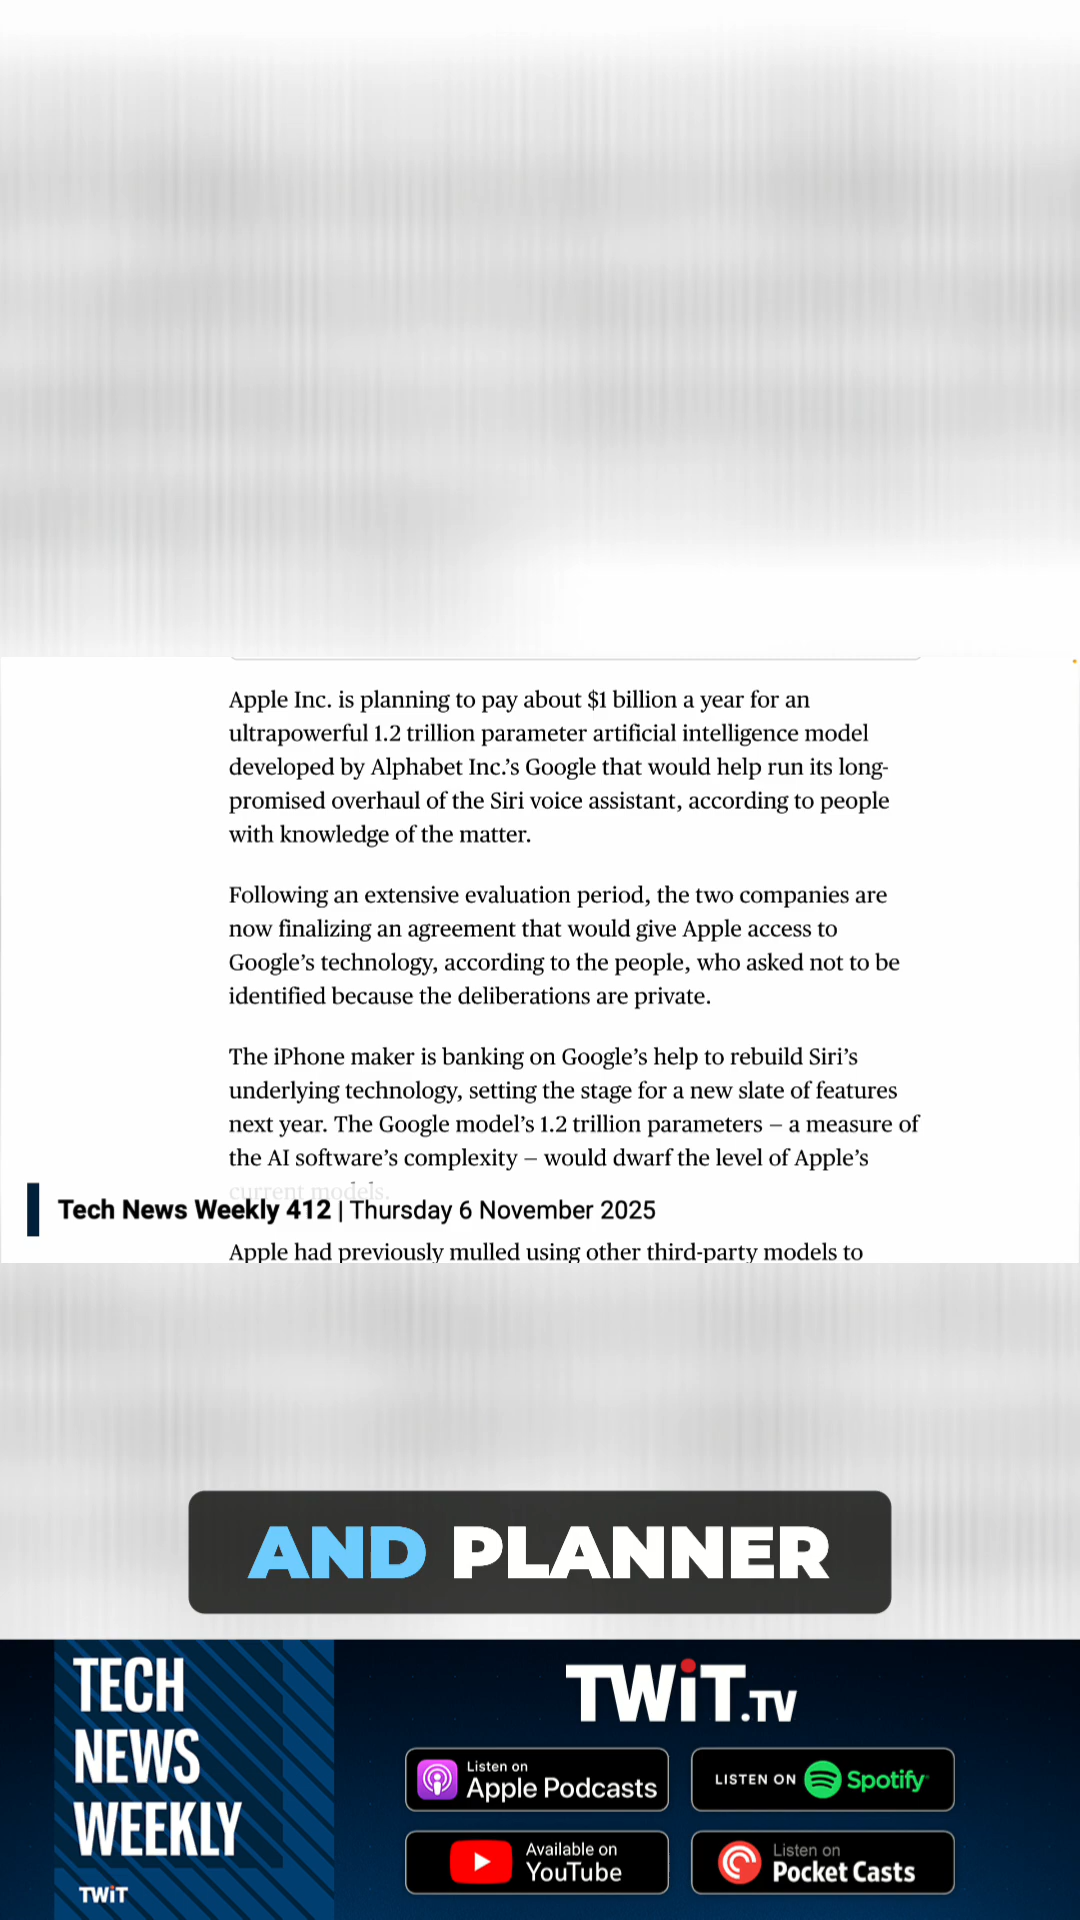 Apple Inc. is planning to pay about $1 billion a year for an
ultrapowerful 1.2 trillion parameter artificial intelligence model
developed by Alphabet Inc.’s Google that would help run its long-
promised overhaul of the Siri voice assistant, according to people
with knowledge of the matter.
Following an extensive evaluation period, the two companies are
now finalizing an agreement that would give Apple access to
Google’s technology, according to the people, who asked not to be
identified because the deliberations are private.
The iPhone maker is banking on Google’s help to rebuild Siri’s
underlying technology, setting the stage for a new slate of features
next year. The Google model’s 1.2 trillion parameters – a measure of
the AI software’s complexity – would dwarf the level of Apple’s
current models.
Tech News Weekly 412 | Thursday 6 November 2025
Apple had previously mulled using other third-party models to
AND PLANNER
TECH
NEWS
WEEKLY
TWiT
TWiT.TV
Listen on
Apple Podcasts
LISTEN ON Spotify
Available on
YouTube
Listen on
Pocket Casts